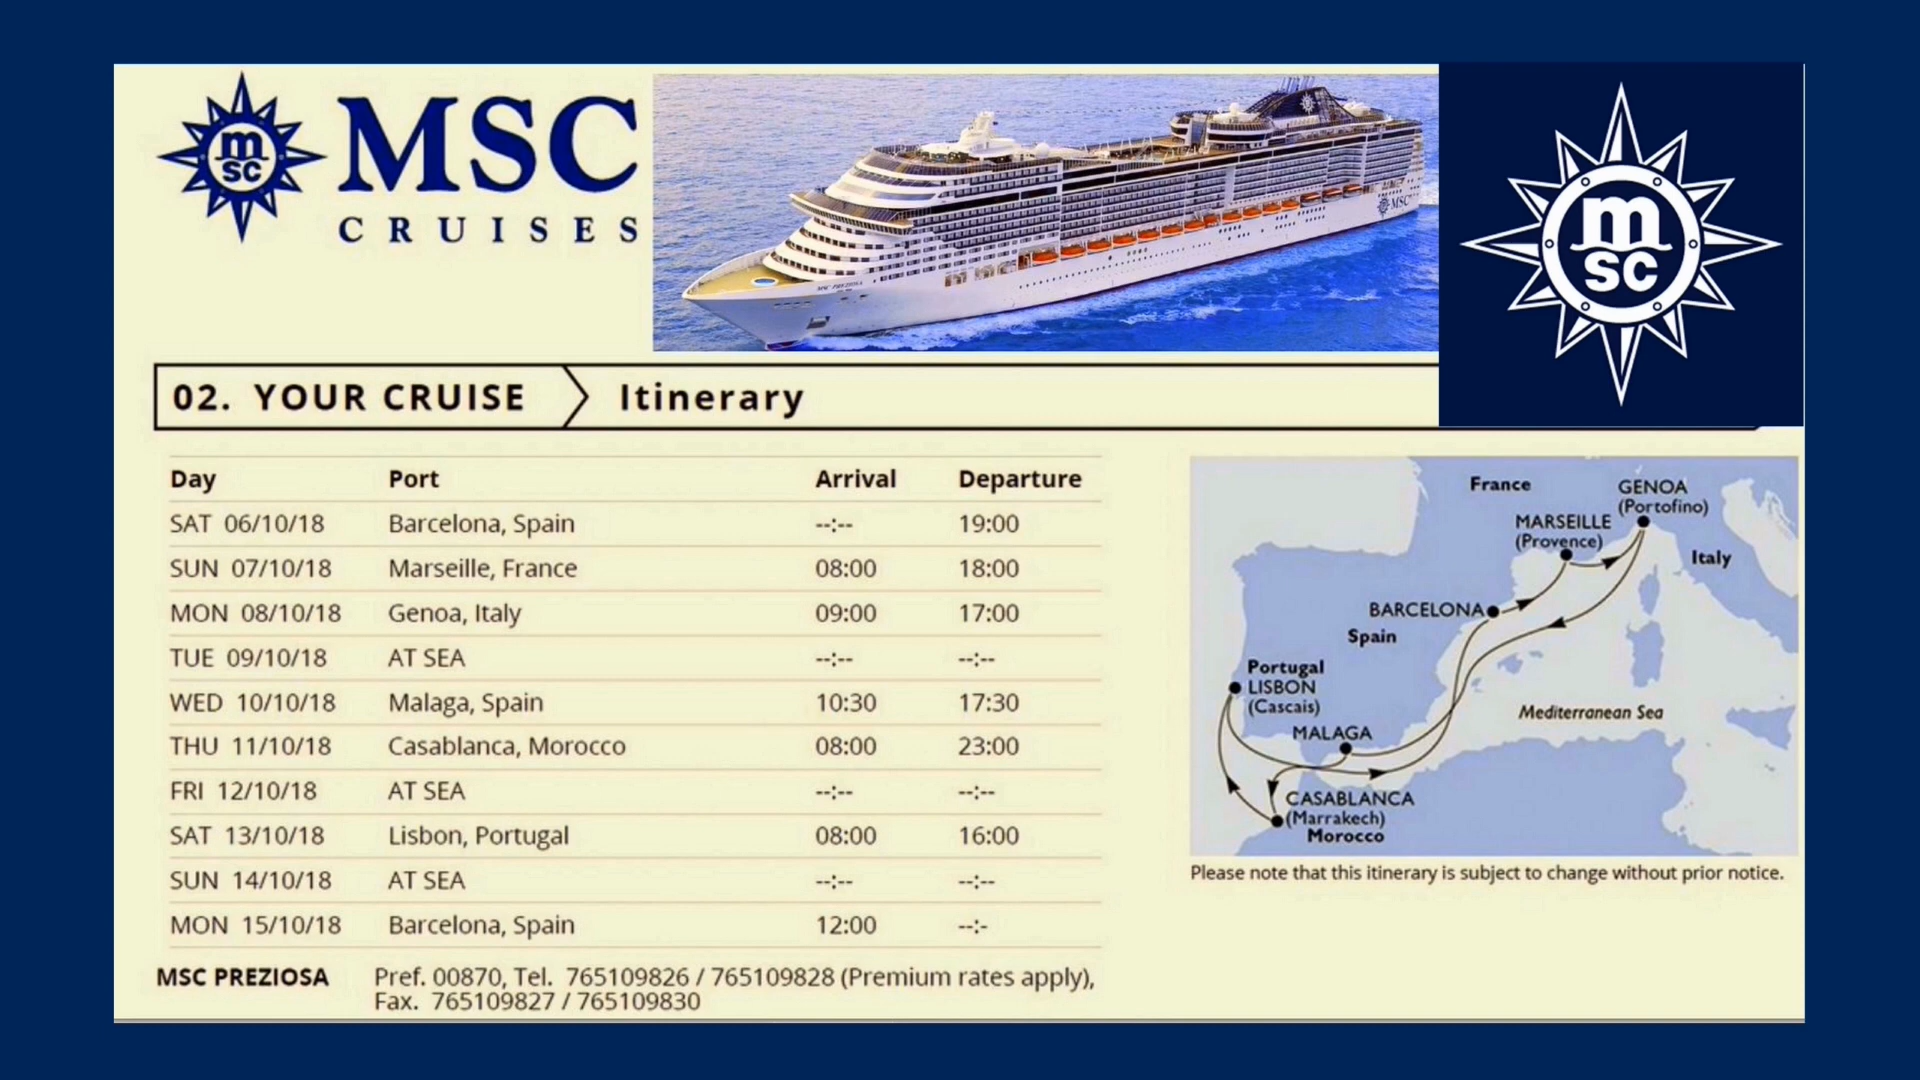 m
sc
MSC
CRUISES
MSC PREZIOSA
MSC
m
sc
02. YOUR CRUISE Itinerary
Day Port Arrival Departure
SAT 06/10/18 Barcelona, Spain --:-- 19:00
SUN 07/10/18 Marseille, France 08:00 18:00
MON 08/10/18 Genoa, Italy 09:00 17:00
TUE 09/10/18 AT SEA --:-- --:--
WED 10/10/18 Malaga, Spain 10:30 17:30
THU 11/10/18 Casablanca, Morocco 08:00 23:00
FRI 12/10/18 AT SEA --:-- --:--
SAT 13/10/18 Lisbon, Portugal 08:00 16:00
SUN 14/10/18 AT SEA --:-- --:--
MON 15/10/18 Barcelona, Spain 12:00 --:-
MSC PREZIOSA Pref. 00870, Tel. 765109826 / 765109828 (Premium rates apply),
Fax. 765109827 / 765109830
France
GENOA
(Portofino)
MARSEILLE
(Provence)
Italy
BARCELONA
Spain
Portugal
LISBON
(Cascais)
Mediterranean Sea
MALAGA
CASABLANCA
(Marrakech)
Morocco
Please note that this itinerary is subject to change without prior notice.